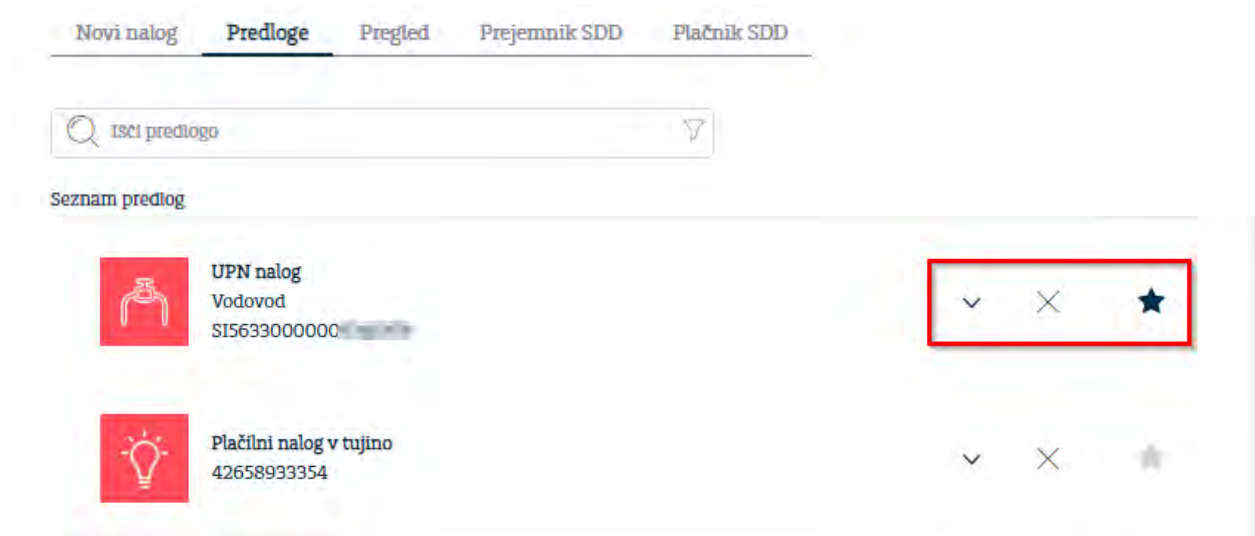 Novi nalog Predloge Pregled Prejemnik SDD Plačnik SDD
Išči predlogo
Seznam predlog
UPN nalog
Vodovod
SI5633000000
Plačilni nalog v tujino
42658933354